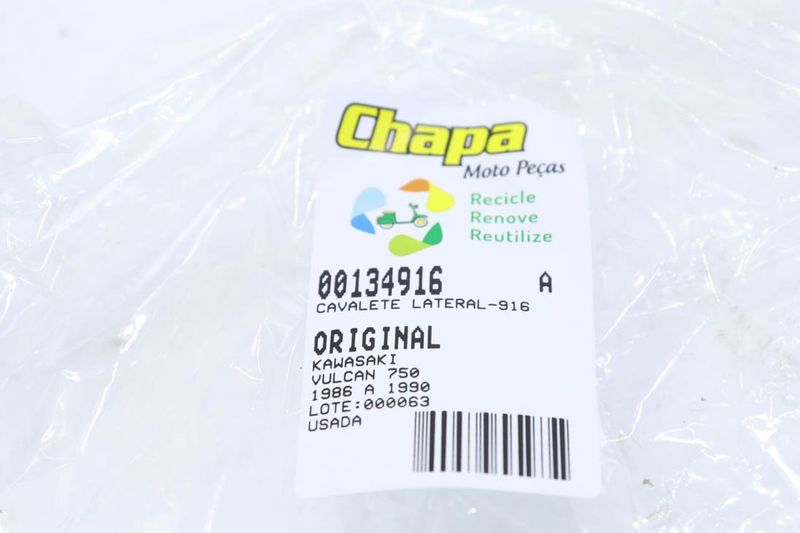 Chapa
Moto Peças
Recicle
Renove
Reutilize
00134916 A
CAVALETE LATERAL-916
ORIGINAL
KAWASAKI
VULCAN 750
1986 A 1990
LOTE:000063
USADA